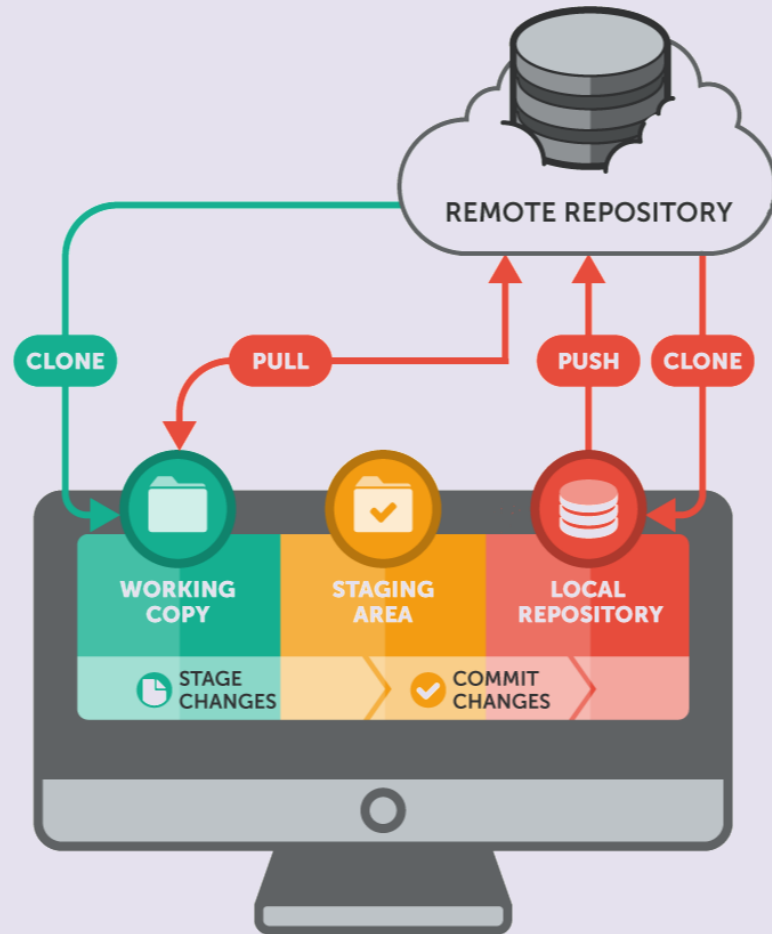 REMOTE REPOSITORY
CLONE
PULL
PUSH
CLONE
WORKING
COPY
STAGING
AREA
LOCAL
REPOSITORY
STAGE
CHANGES
COMMIT
CHANGES